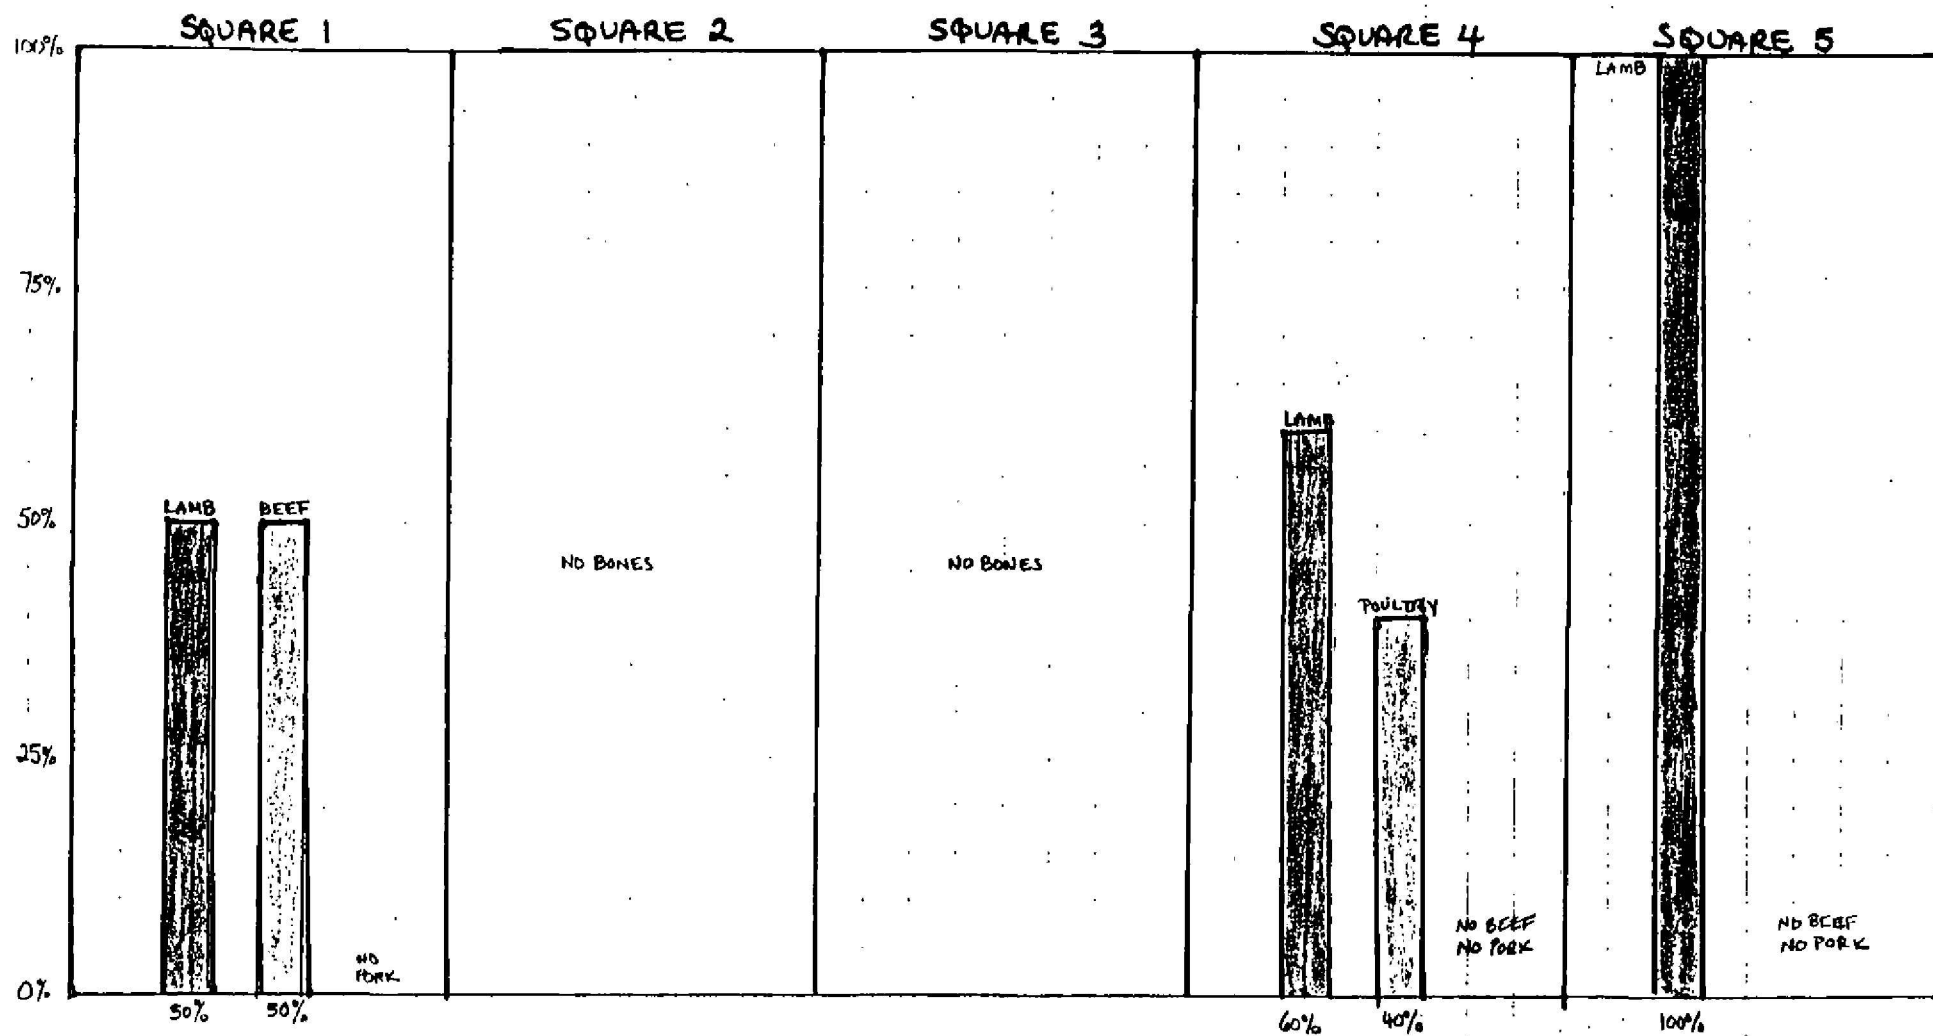 SQUARE 1 SQUARE 2 SQUARE 3 SQUARE 4 SQUARE 5
100%
LAMB
75%
LAMB
50%
LAMB BEEF
NO BONES
NO BONES
POULTRY
25%
NO BEEF
NO PORK
NO BEEF
NO PORK
NO
PORK
0%
50% 50% 60% 40% 100%